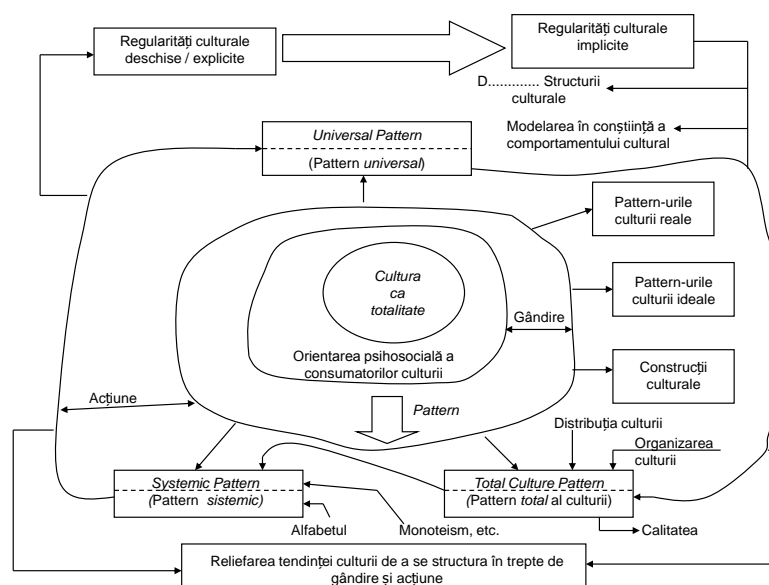 Regularități culturale
deschise / explicite
Regularități culturale
implicite
D............. Structurii
culturale
Modelarea în conștiință a
comportamentului cultural
Universal Pattern
(Pattern universal)
Pattern-urile
culturii reale
Cultura
ca
totalitate
Pattern-urile
culturii ideale
Gândire
Orientarea psihosocială a
consumatorilor culturii
Construcții
culturale
Acțiune
Pattern
Distribuția culturii
Organizarea
culturii
Systemic Pattern
(Pattern sistemic)
Total Culture Pattern
(Pattern total al culturii)
Alfabetul
Monoteism, etc.
Calitatea
Reliefarea tendinței culturii de a se structura în trepte de
gândire și acțiune